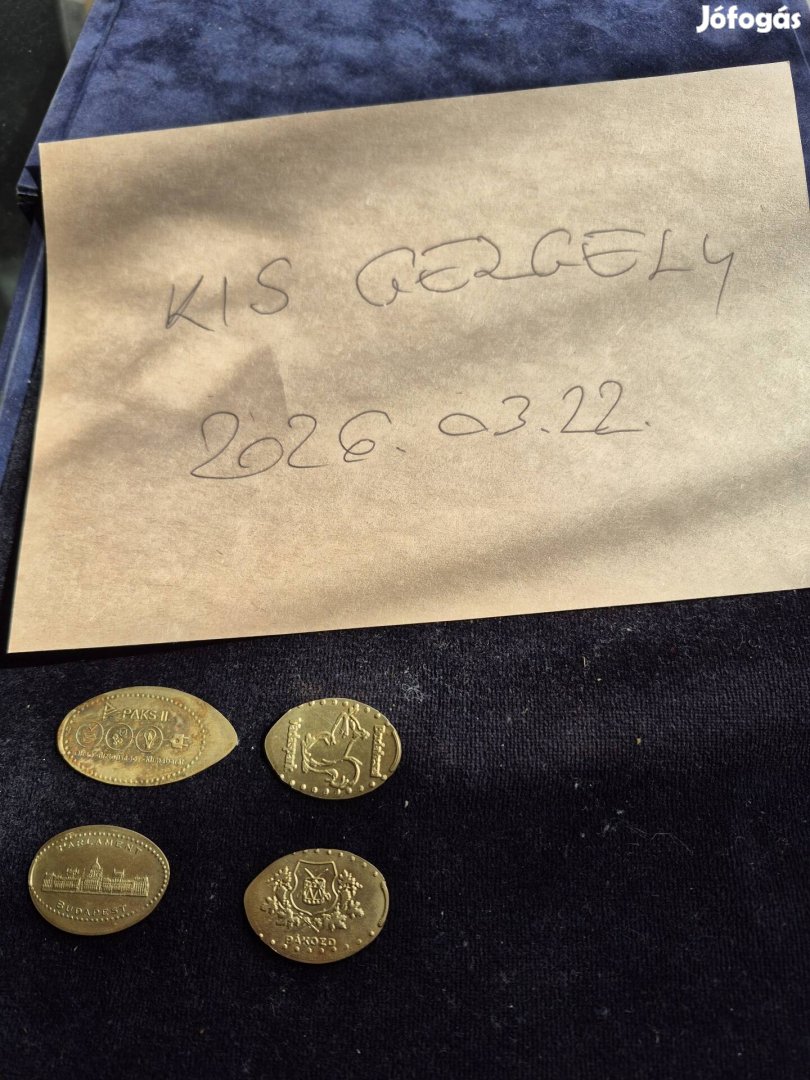 Jófogás
KIS GERGELY
2026. 03.22.
PAKS II
PARLAMENT
BUDAPEST
PÁKOZD